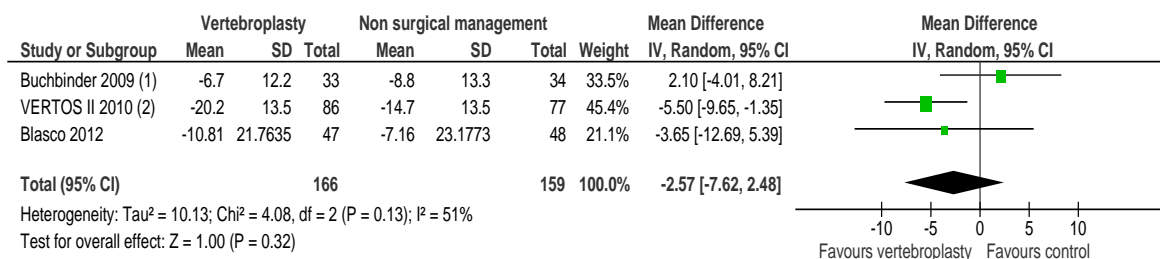 Vertebroplasty Non surgical management Mean Difference Mean Difference
Study or Subgroup Mean SD Total Mean SD Total Weight IV, Random, 95% CI IV, Random, 95% CI
Buchbinder 2009 (1) -6.7 12.2 33 -8.8 13.3 34 33.5% 2.10 [-4.01, 8.21]
VERTOS II 2010 (2) -20.2 13.5 86 -14.7 13.5 77 45.4% -5.50 [-9.65, -1.35]
Blasco 2012 -10.81 21.7635 47 -7.16 23.1773 48 21.1% -3.65 [-12.69, 5.39]
Total (95% CI) 166 159 100.0% -2.57 [-7.62, 2.48]
Heterogeneity: Tau² = 10.13; Chi² = 4.08, df = 2 (P = 0.13); I² = 51%
Test for overall effect: Z = 1.00 (P = 0.32)
-10 -5 0 5 10
Favours vertebroplasty Favours control